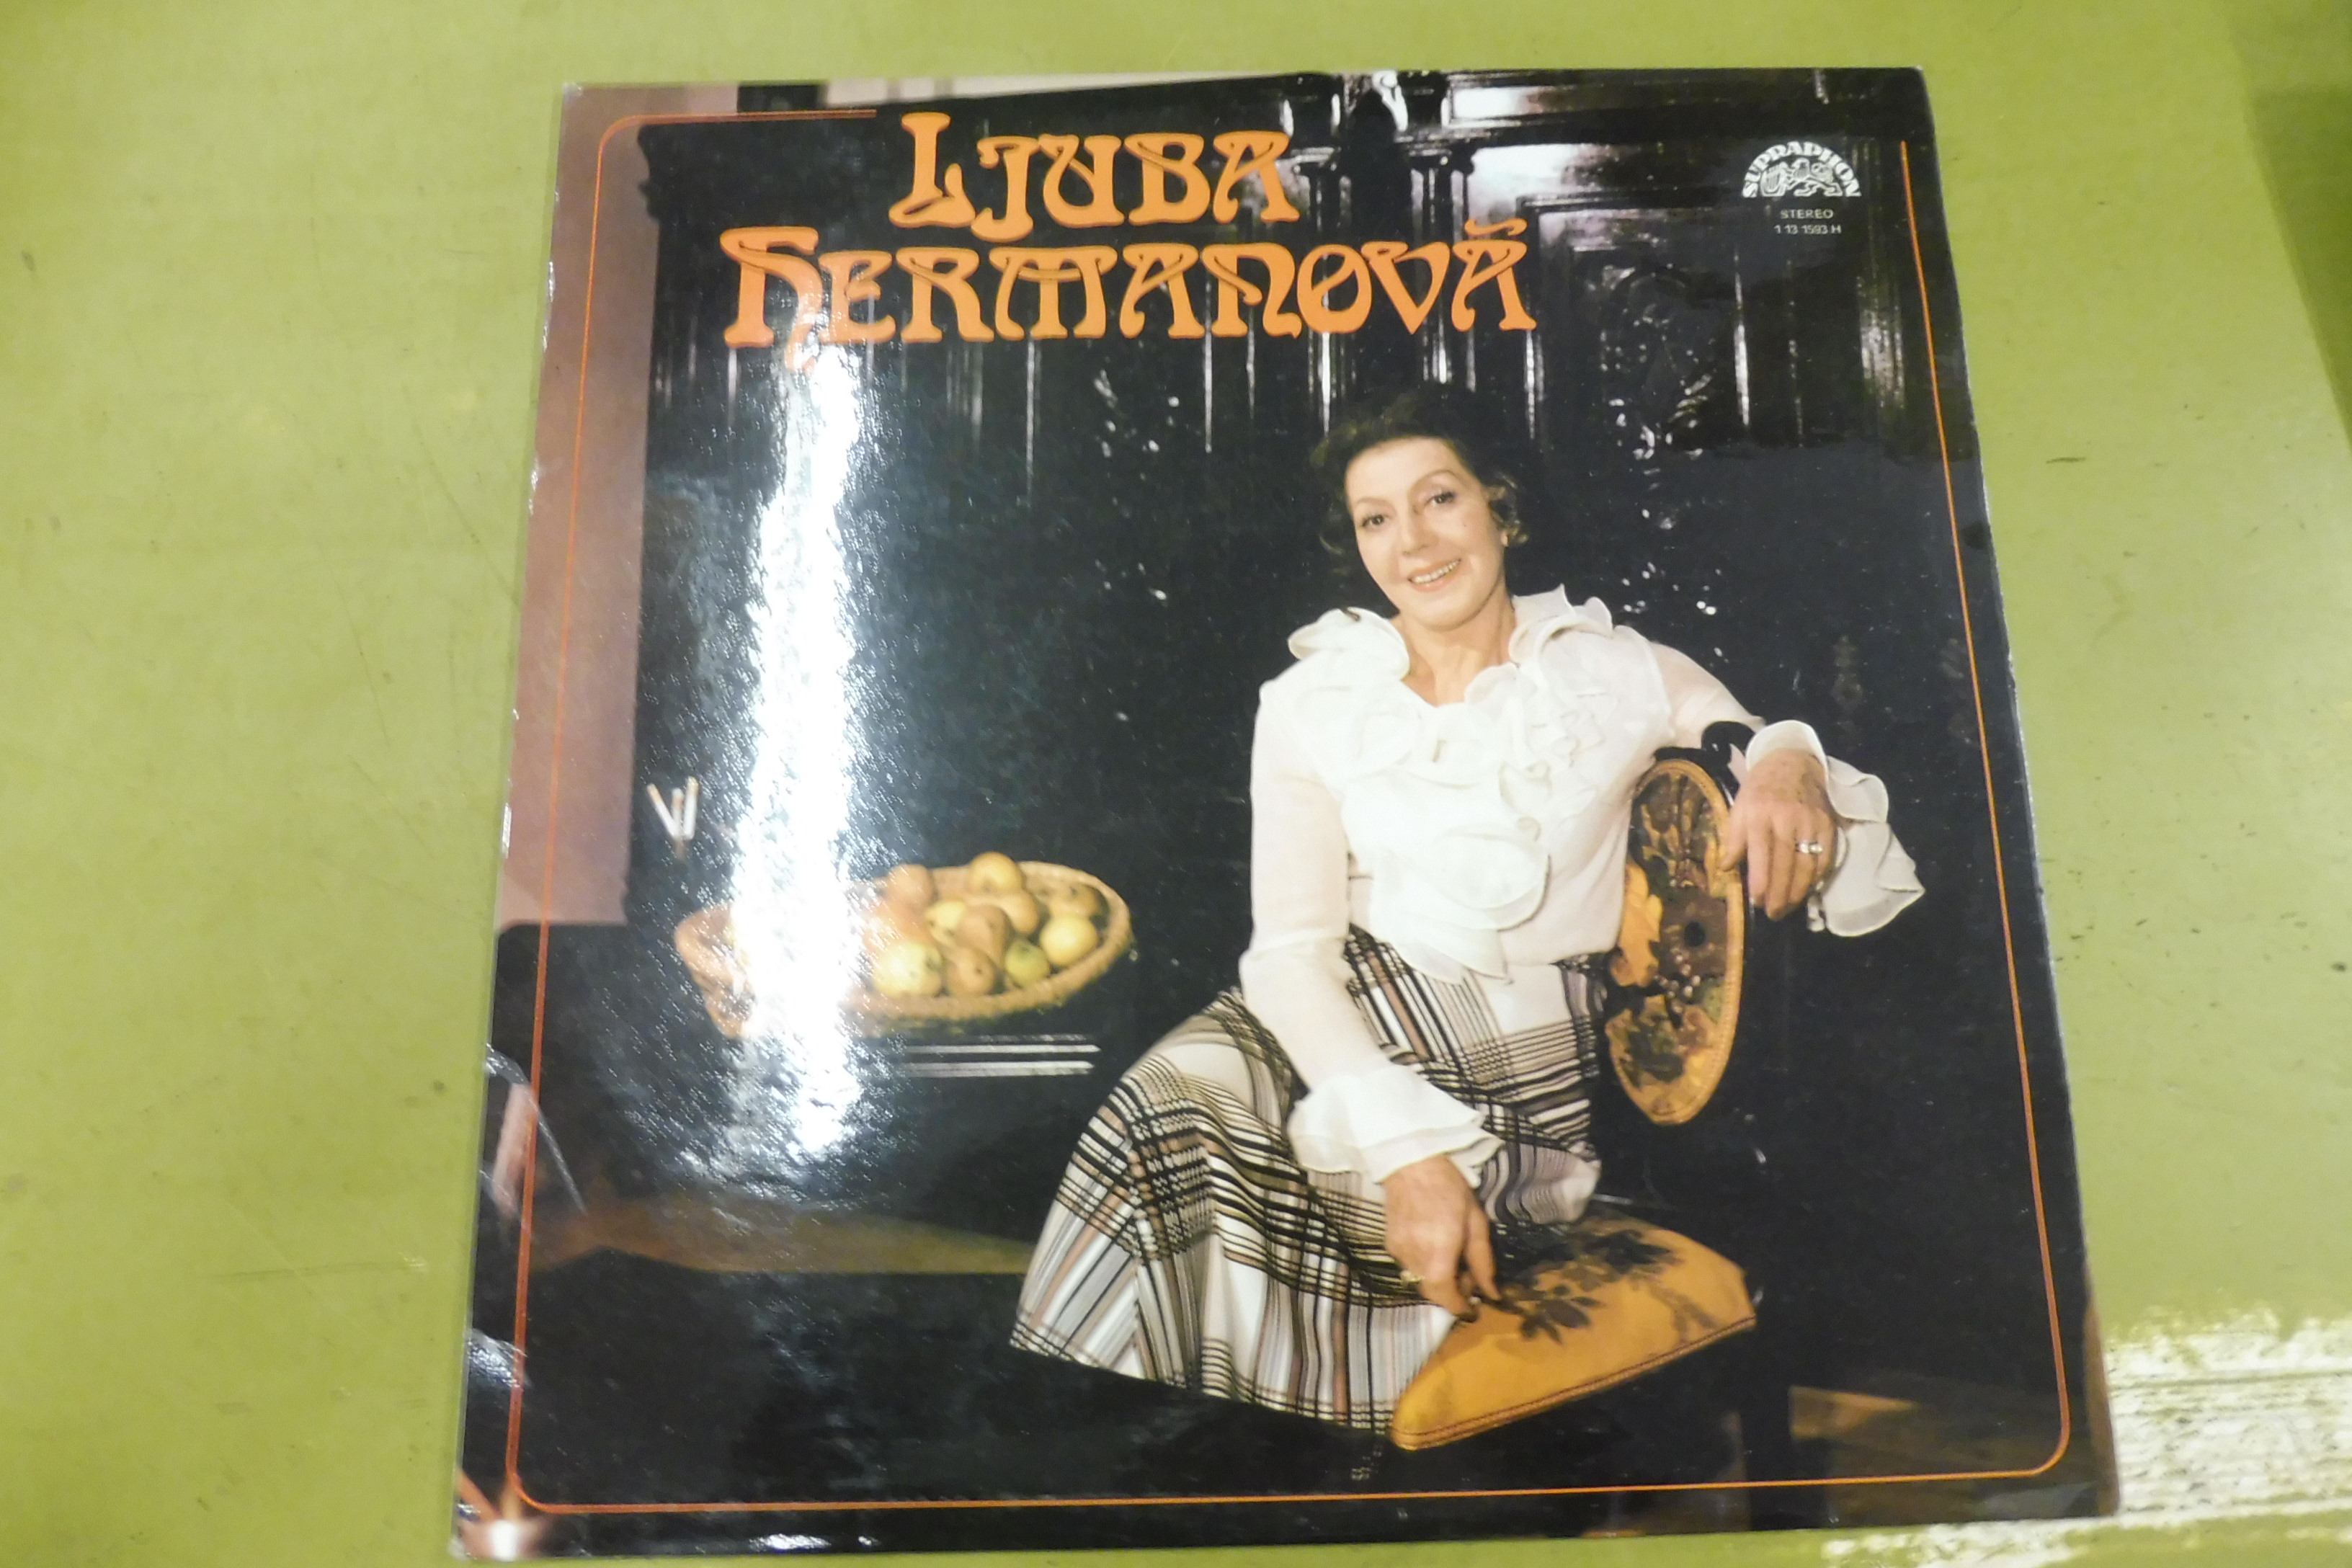 LJUBA
HERMANOVÁ
SUPRAPHON
STEREO
1 13 1593 H